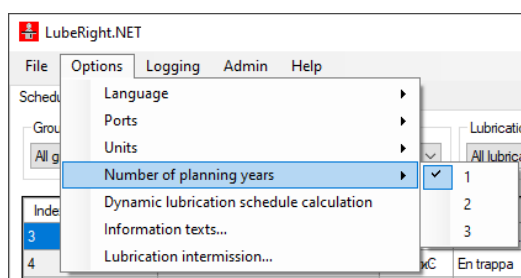 LubeRight.NET
File Options Logging Admin Help
Language
Ports
Units
Number of planning years
1
Dynamic lubrication schedule calculation
2
Information texts...
3
Lubrication intermission...
3
4 En trappa